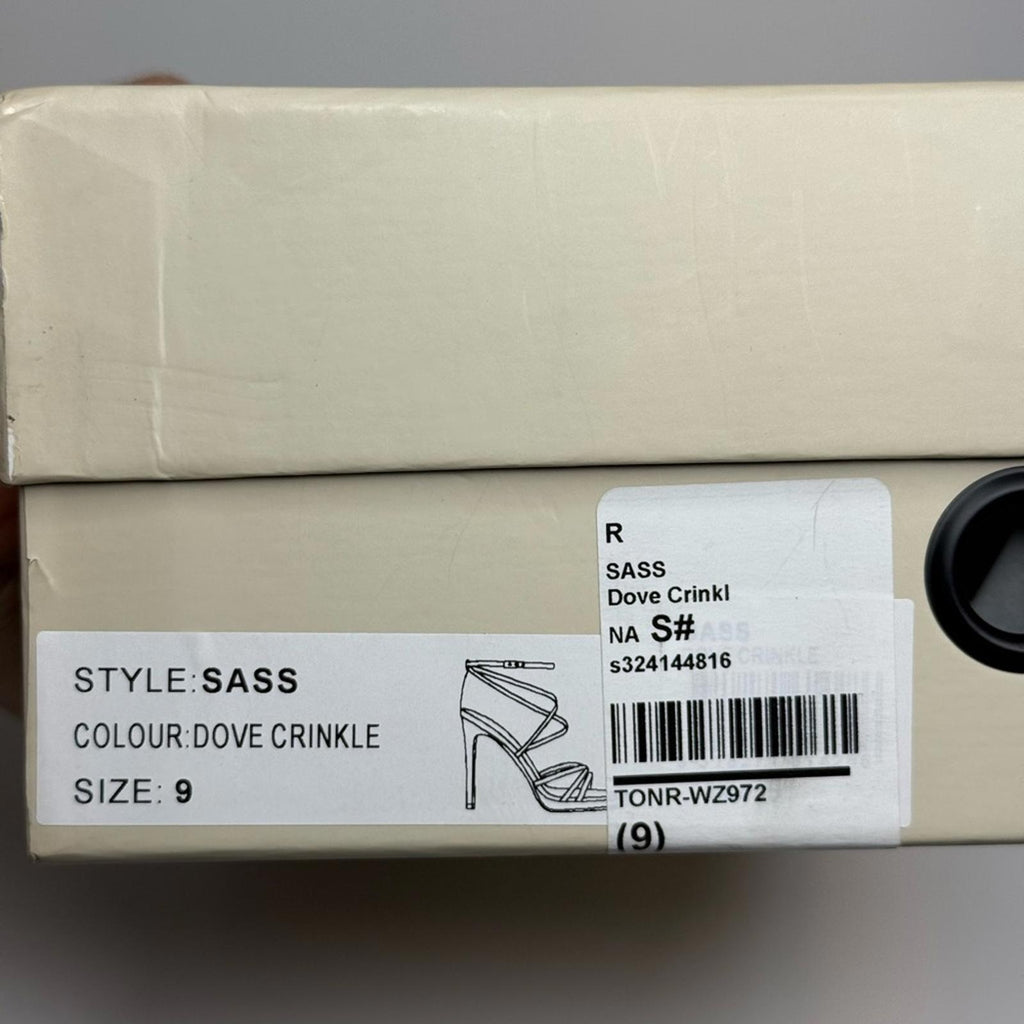 STYLE:SASS
COLOUR:DOVE CRINKLE
SIZE: 9
R
SASS
Dove Crinkl
NA S#
s324144816
TONR-WZ972
(9)